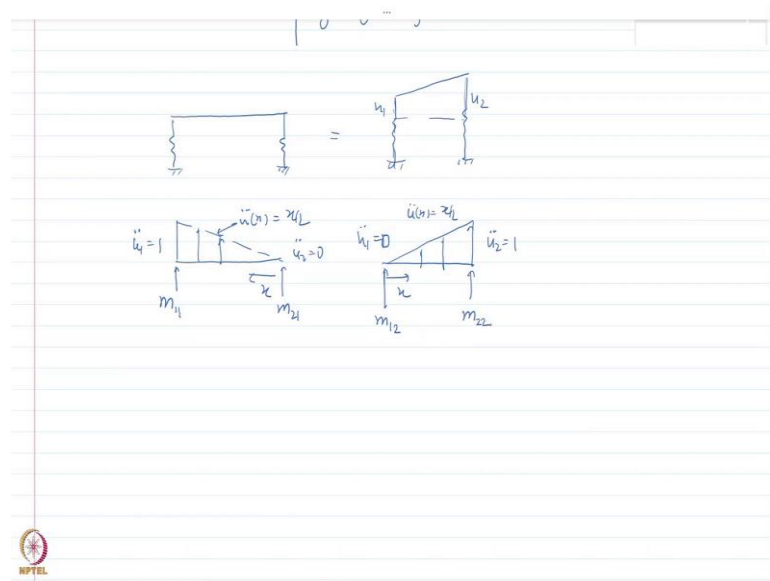 ...
u₁ u₂
=
ü₁=1 ü(x) = x/L ü₂=0
x
m₁₁ m₂₁
ü₁=0 ü(x) = x/L ü₂=1
x
m₁₂ m₂₂
NPTEL